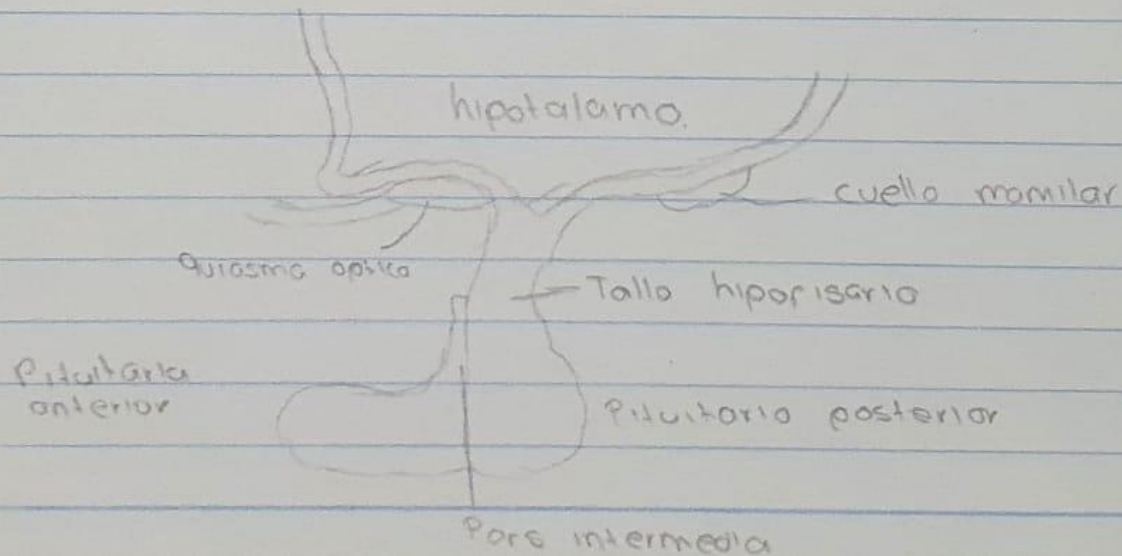 hipotalamo.
cuello mamilar
Quiasma optico
Tallo hipofisario
Pituitaria
anterior
Pituitario posterior
Pars intermedia